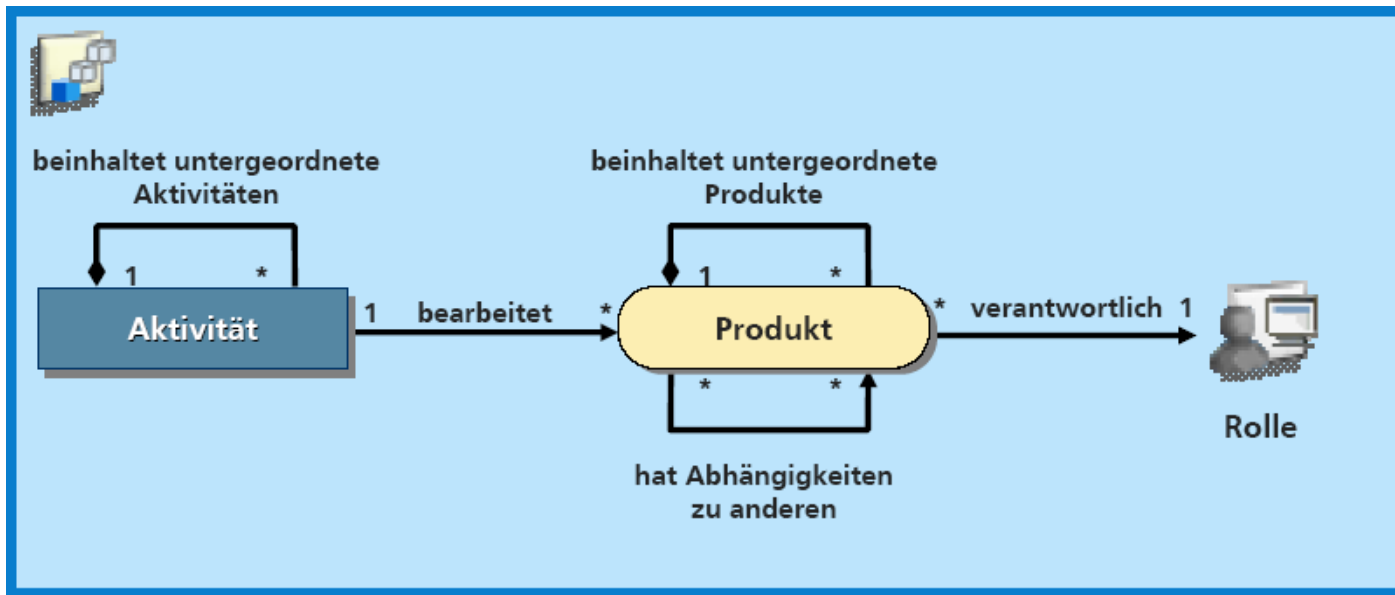 beinhaltet untergeordnete
Aktivitäten
beinhaltet untergeordnete
Produkte
1 *
1 *
Aktivität
1 bearbeitet *
Produkt
* verantwortlich 1
* *
Rolle
hat Abhängigkeiten
zu anderen